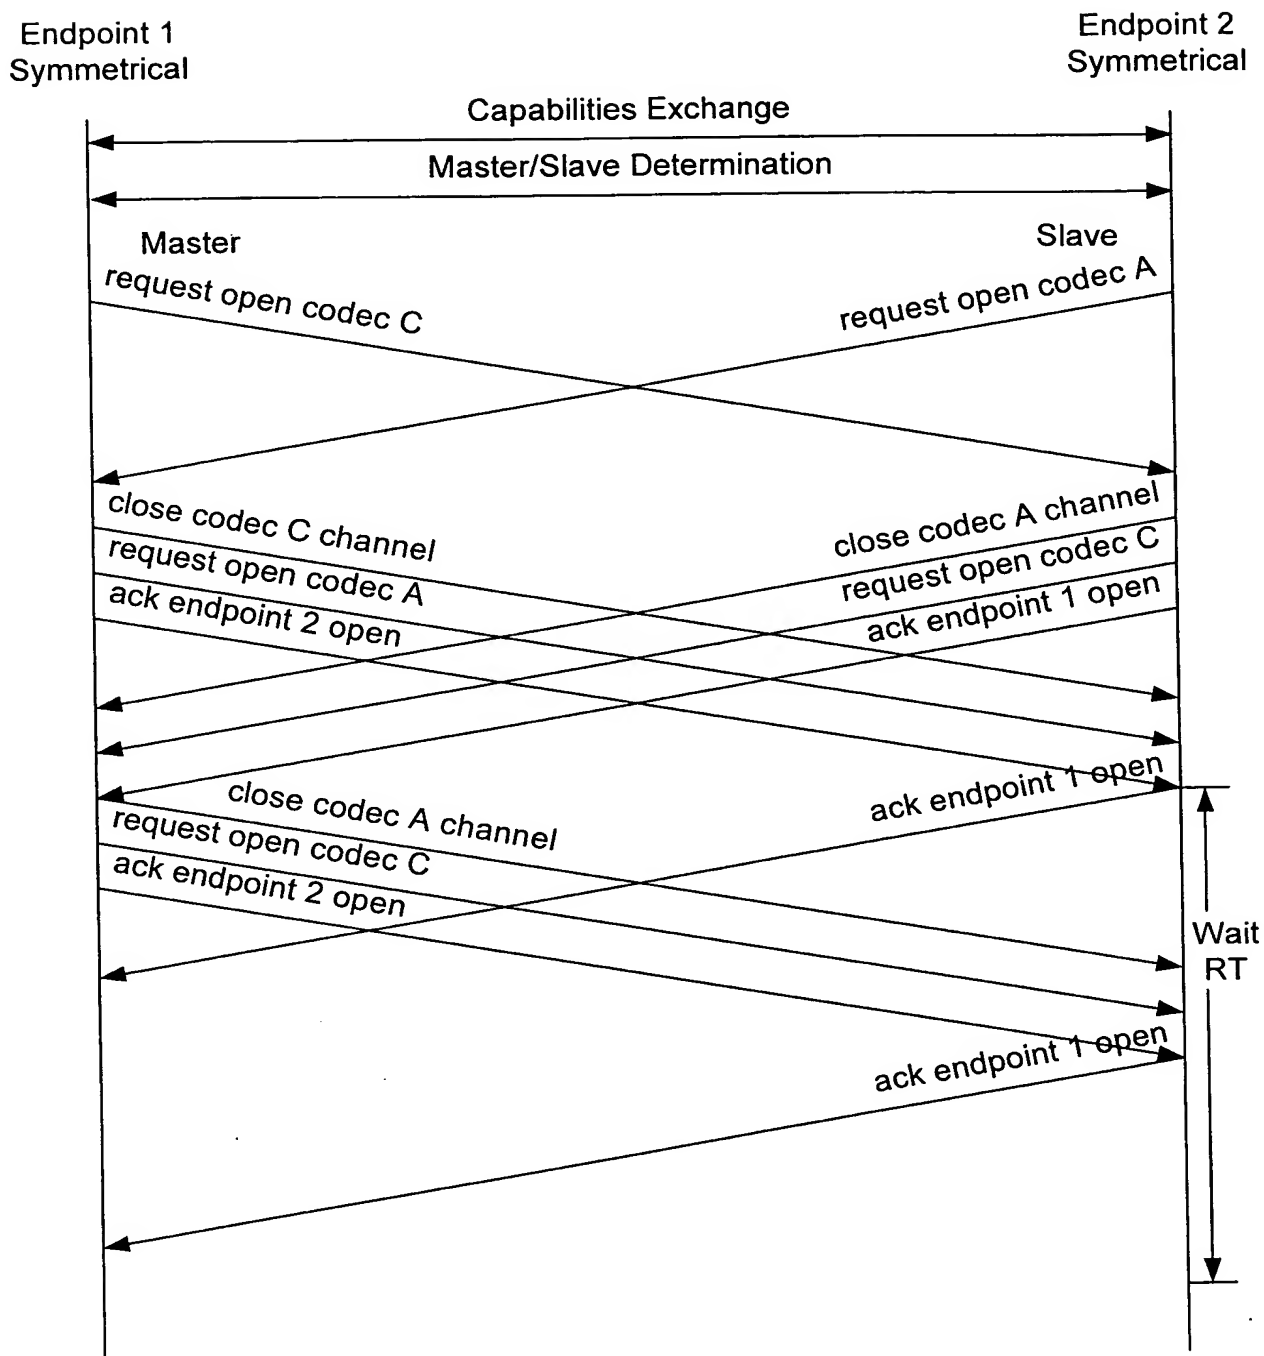 Endpoint 1
Symmetrical
Endpoint 2
Symmetrical
Capabilities Exchange
Master/Slave Determination
Master
Slave
request open codec C
request open codec A
close codec C channel
request open codec A
ack endpoint 2 open
close codec A channel
request open codec C
ack endpoint 1 open
close codec A channel
request open codec C
ack endpoint 2 open
ack endpoint 1 open
Wait
RT
ack endpoint 1 open